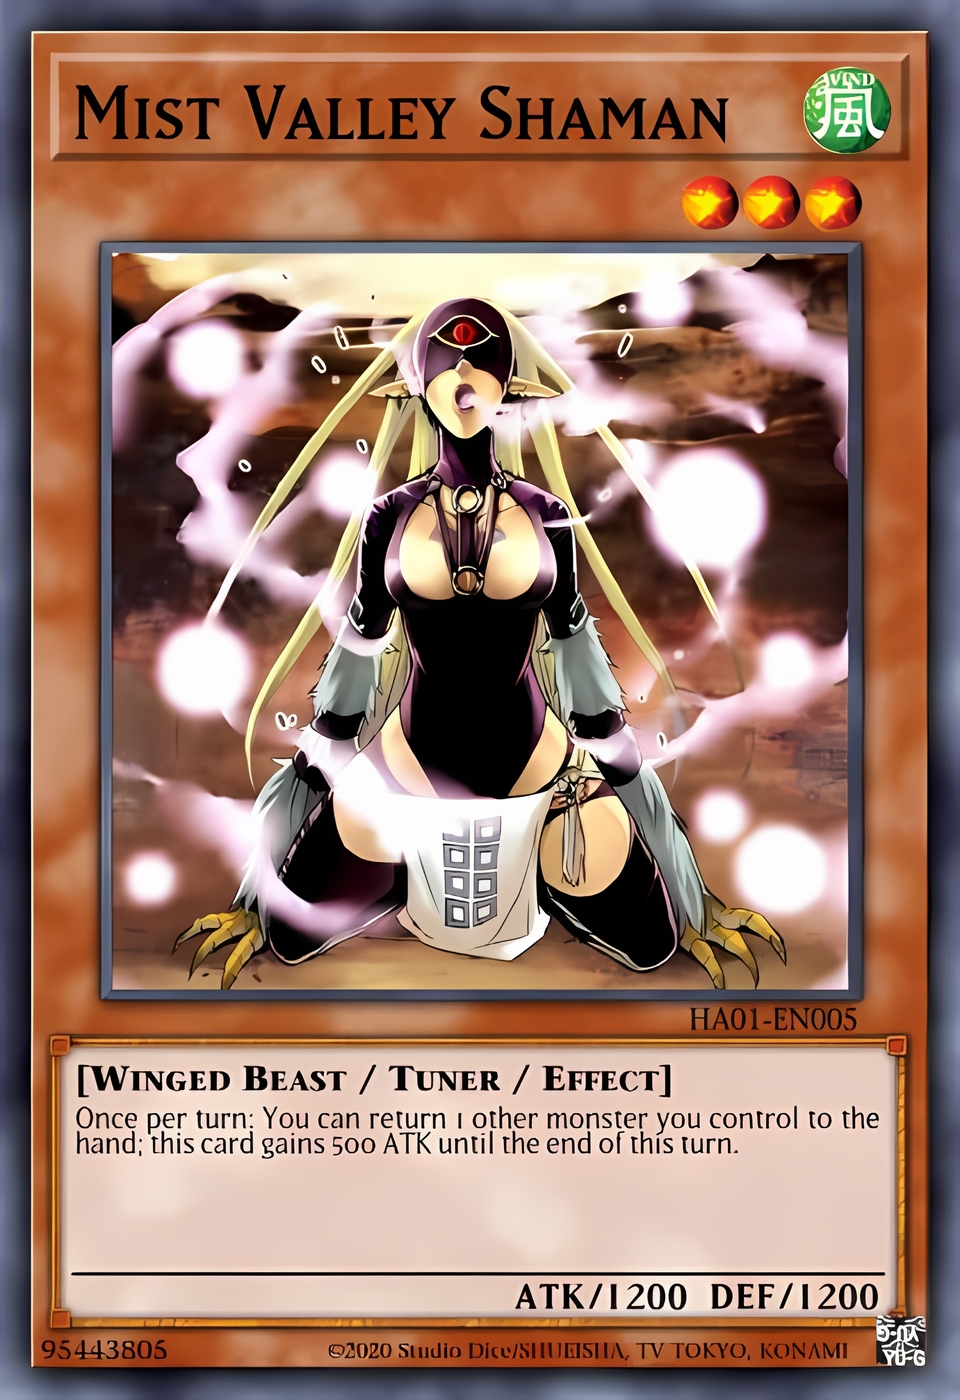 Mist Valley Shaman
WIND
風
HA01-EN005
[Winged Beast / Tuner / Effect]
Once per turn: You can return 1 other monster you control to the
hand; this card gains 500 ATK until the end of this turn.
ATK/1200 DEF/1200
95443805
©2020 Studio Dice/SHUEISHA, TV TOKYO, KONAMI